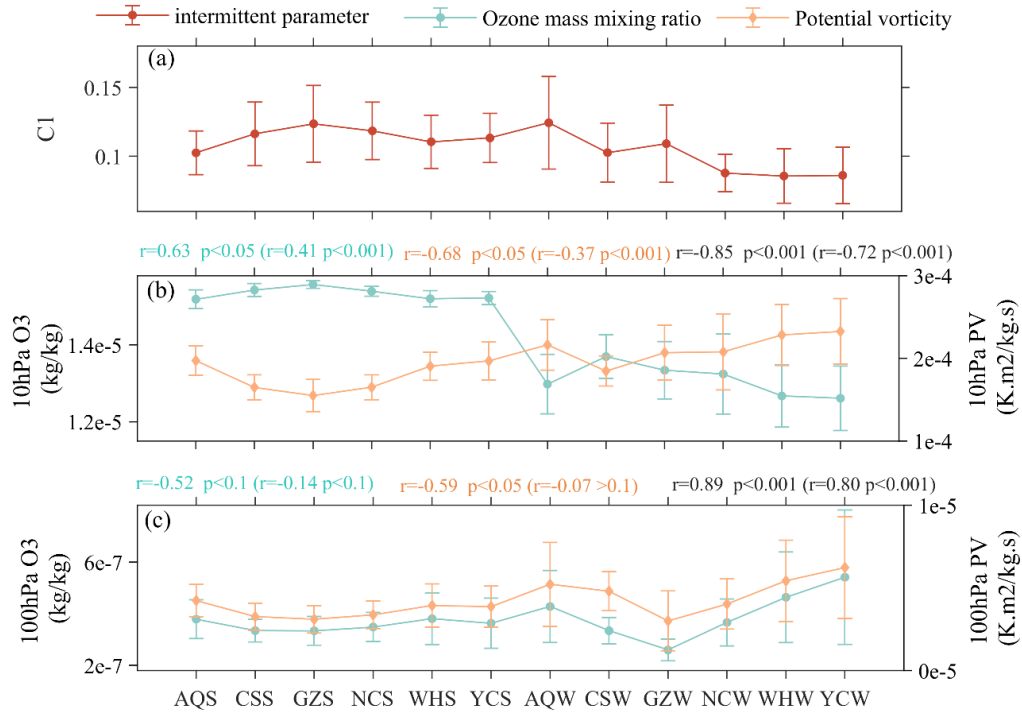 intermittent parameter Ozone mass mixing ratio Potential vorticity
(a)
0.15
0.1
C1
r=0.63 p<0.05 (r=0.41 p<0.001) r=-0.68 p<0.05 (r=-0.37 p<0.001) r=-0.85 p<0.001 (r=-0.72 p<0.001)
(b)
1.4e-5
1.2e-5
10hPa O3
(kg/kg)
3e-4
2e-4
1e-4
10hPa PV
(K.m2/kg.s)
r=-0.52 p<0.1 (r=-0.14 p<0.1) r=-0.59 p<0.05 (r=-0.07 >0.1) r=0.89 p<0.001 (r=0.80 p<0.001)
(c)
6e-7
2e-7
100hPa O3
(kg/kg)
1e-5
0e-5
100hPa PV
(K.m2/kg.s)
AQS CSS GZS NCS WHS YCS AQW CSW GZW NCW WHW YCW